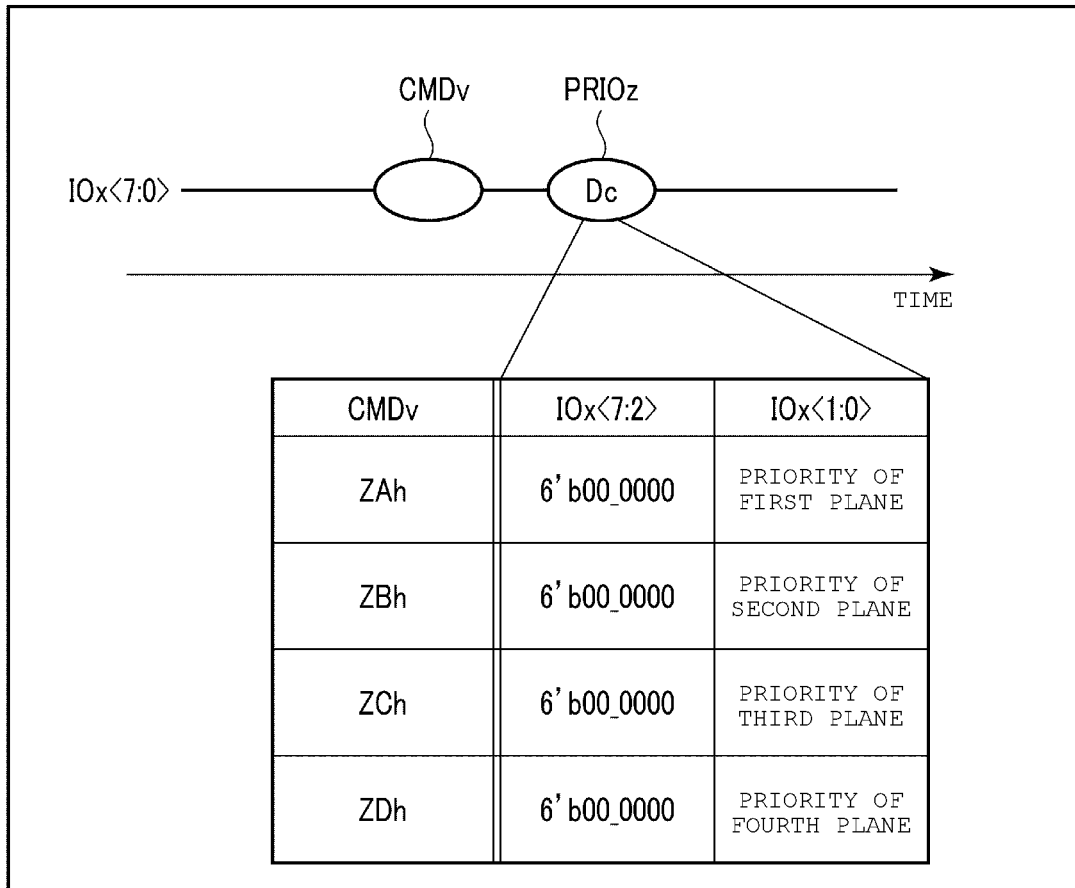 CMDv PRIOz
IOx<7:0> Dc
TIME
CMDv IOx<7:2> IOx<1:0>
ZAh 6'b00_0000 PRIORITY OF
FIRST PLANE
ZBh 6'b00_0000 PRIORITY OF
SECOND PLANE
ZCh 6'b00_0000 PRIORITY OF
THIRD PLANE
ZDh 6'b00_0000 PRIORITY OF
FOURTH PLANE